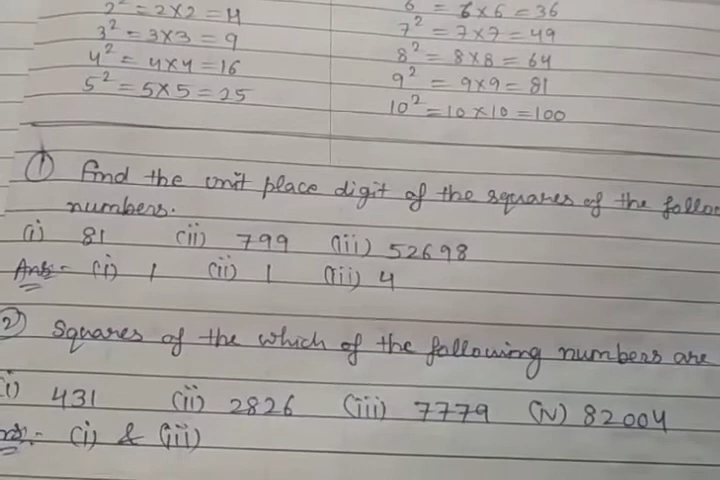 2² = 2×2 = 4
3² = 3×3 = 9
4² = 4×4 = 16
5² = 5×5 = 25
6² = 6×6 = 36
7² = 7×7 = 49
8² = 8×8 = 64
9² = 9×9 = 81
10² = 10×10 = 100
① find the unit place digit of the squares of the follow
numbers.
(i) 81 (ii) 799 (iii) 52698
Ans:- (i) 1 (ii) 1 (iii) 4
2) Squares of the which of the following numbers are
(i) 431 (ii) 2826 (iii) 7779 (iv) 82004
Ans:- (i) & (iii)